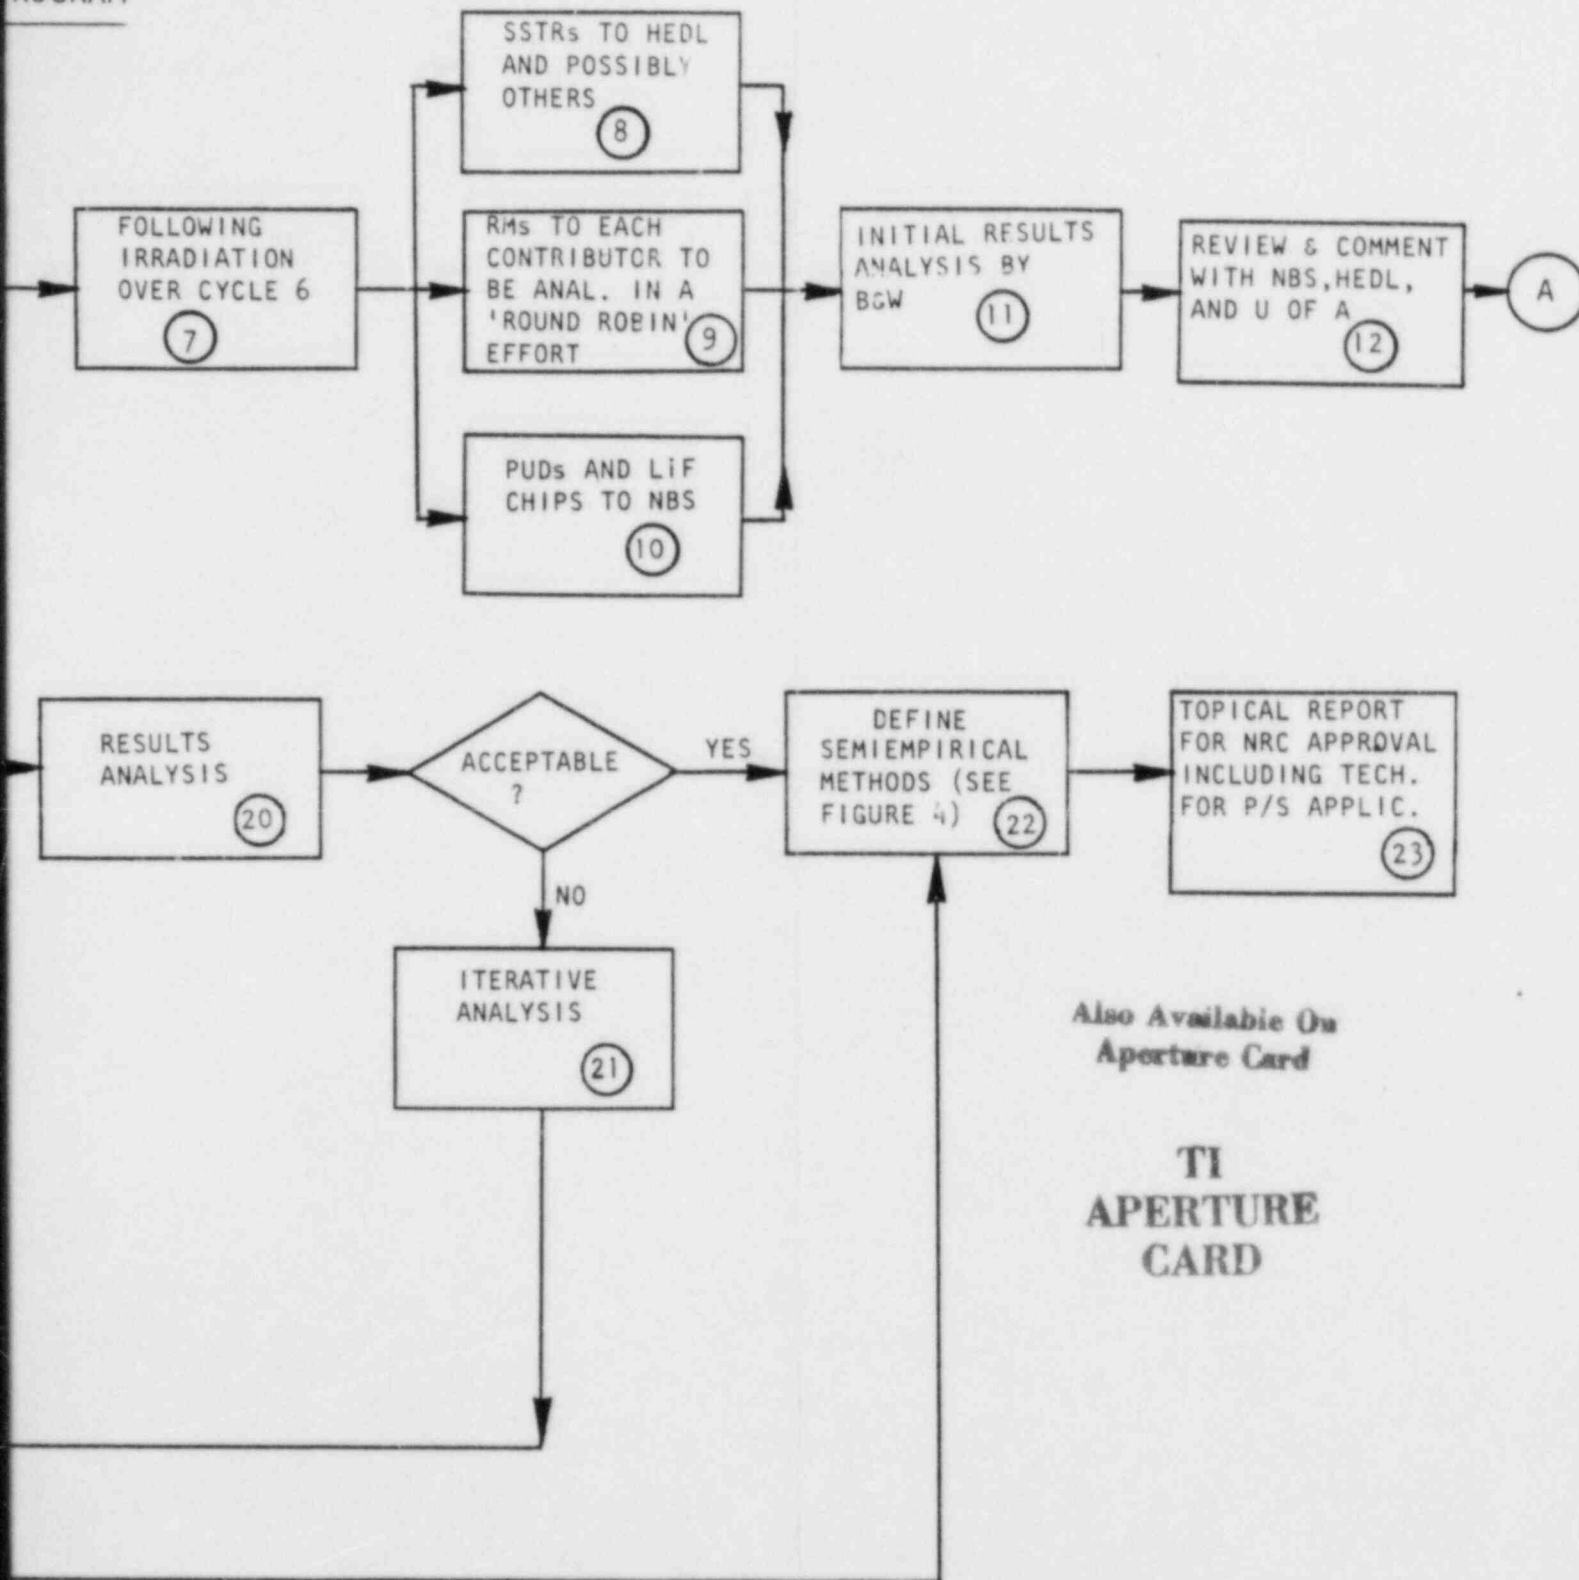 SSTRs TO HEDL
AND POSSIBLY
OTHERS
8
FOLLOWING
IRRADIATION
OVER CYCLE 6
7
RMs TO EACH
CONTRIBUTOR TO
BE ANAL. IN A
'ROUND ROBIN'
EFFORT
9
INITIAL RESULTS
ANALYSIS BY
B&W
11
REVIEW & COMMENT
WITH NBS, HEDL,
AND U OF A
12
A
PUDs AND LiF
CHIPS TO NBS
10
RESULTS
ANALYSIS
20
ACCEPTABLE
?
YES
NO
DEFINE
SEMIEMPIRICAL
METHODS (SEE
FIGURE 4)
22
TOPICAL REPORT
FOR NRC APPROVAL
INCLUDING TECH.
FOR P/S APPLIC.
23
ITERATIVE
ANALYSIS
21
Also Available On
Aperture Card
TI
APERTURE
CARD